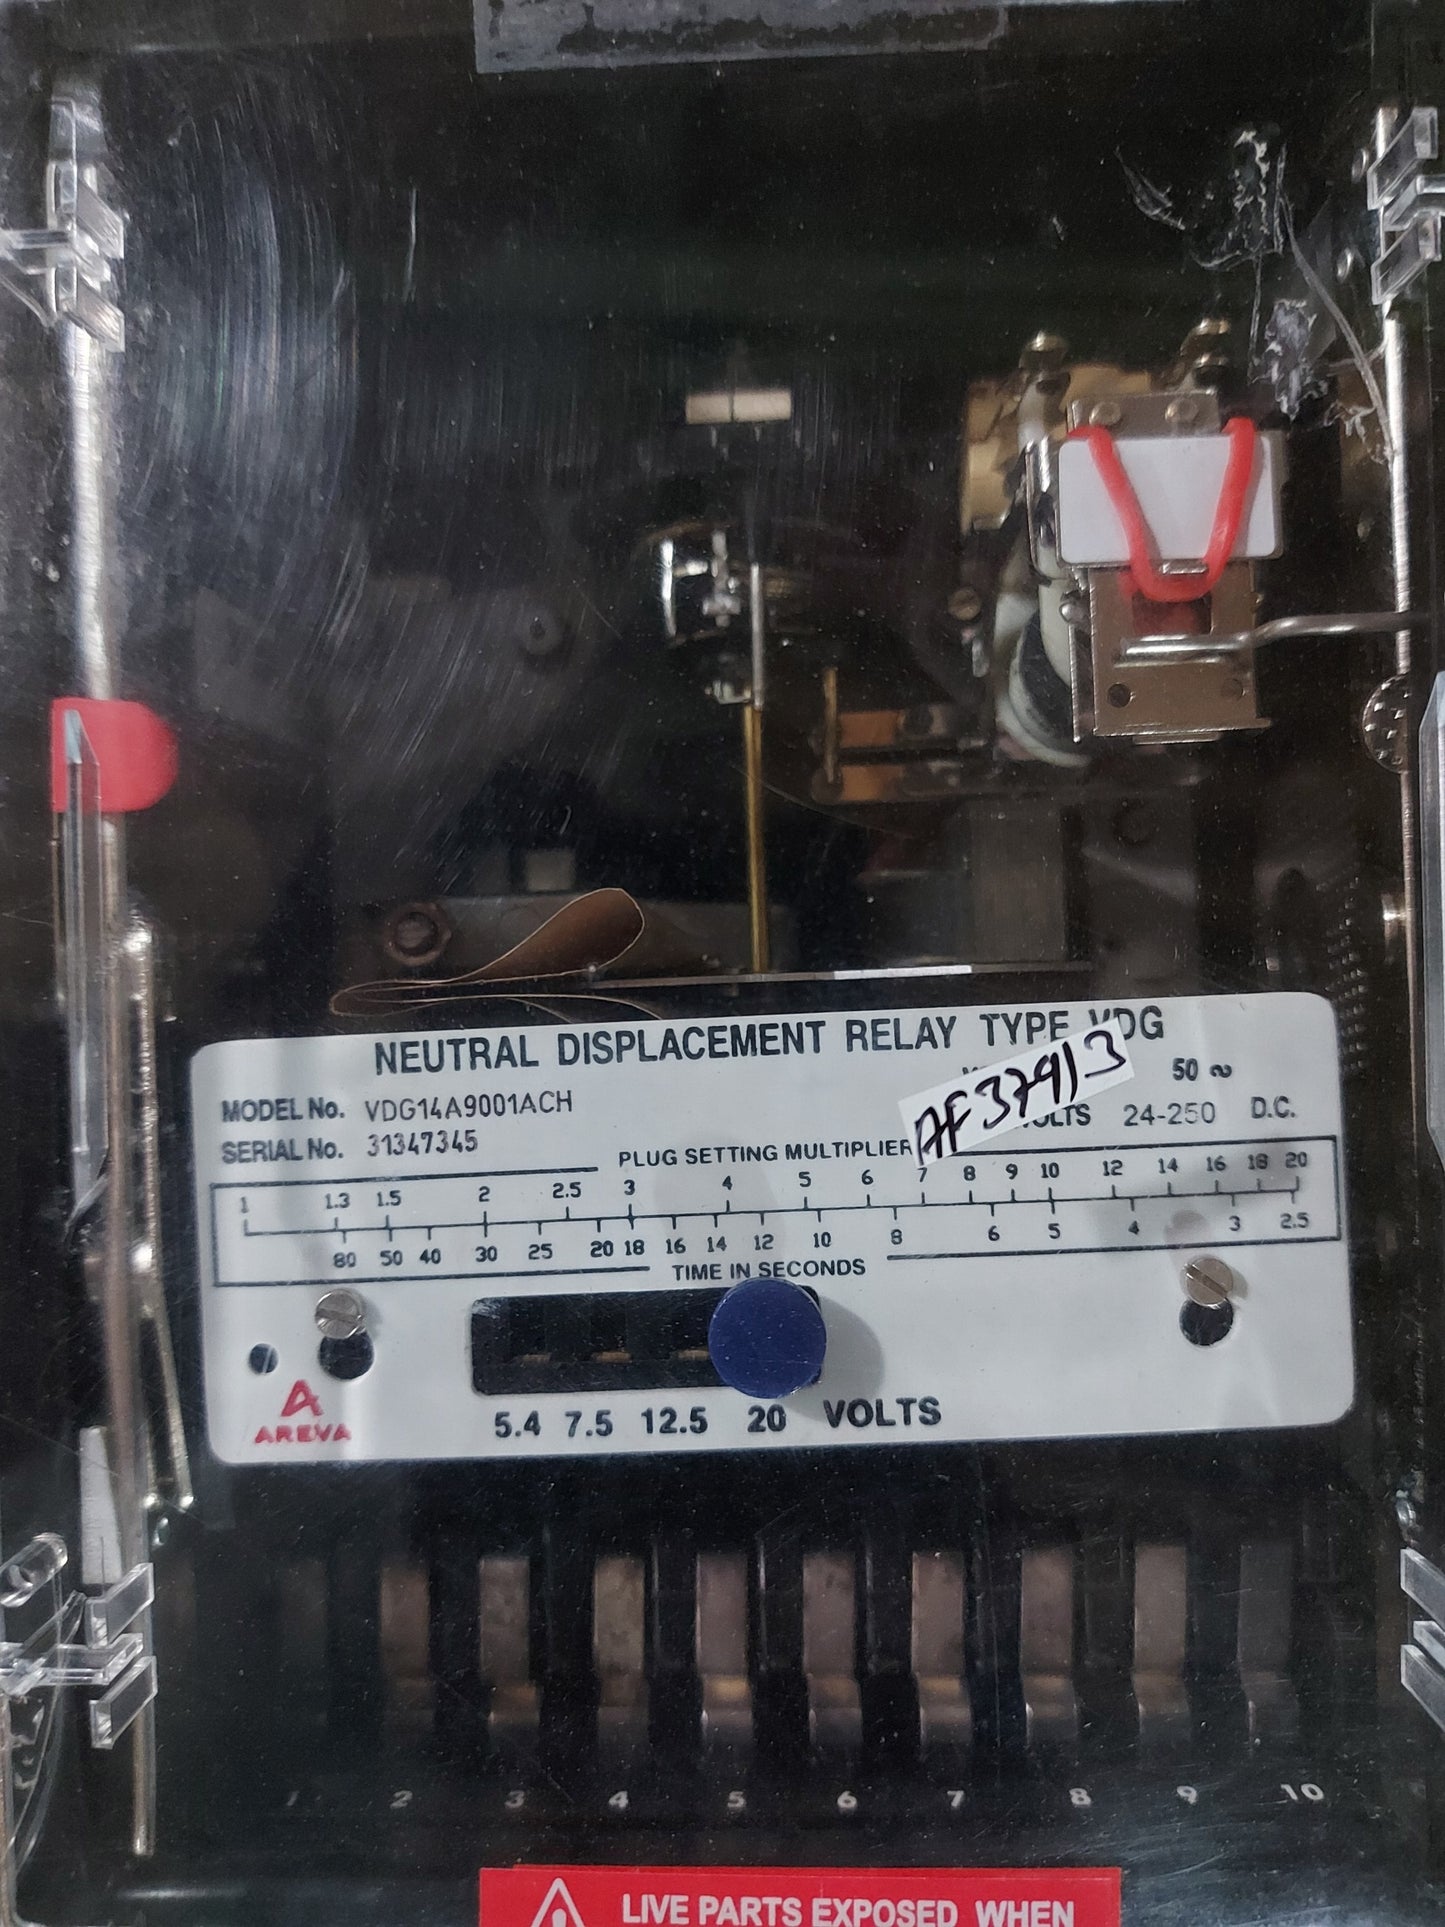 NEUTRAL DISPLACEMENT RELAY TYPE VDG
50 ∾
MODEL No. VDG14A9001ACH
AF37913
24-250 D.C.
SERIAL No. 31347345
PLUG SETTING MULTIPLIER
1 1.3 1.5 2 2.5 3 4 5 6 7 8 9 10 12 14 16 18 20
80 50 40 30 25 20 18 16 14 12 10 8 6 5 4 3 2.5
TIME IN SECONDS
AREVA
5.4 7.5 12.5 20 VOLTS
1 2 3 4 5 6 7 8 9 10
LIVE PARTS EXPOSED WHEN